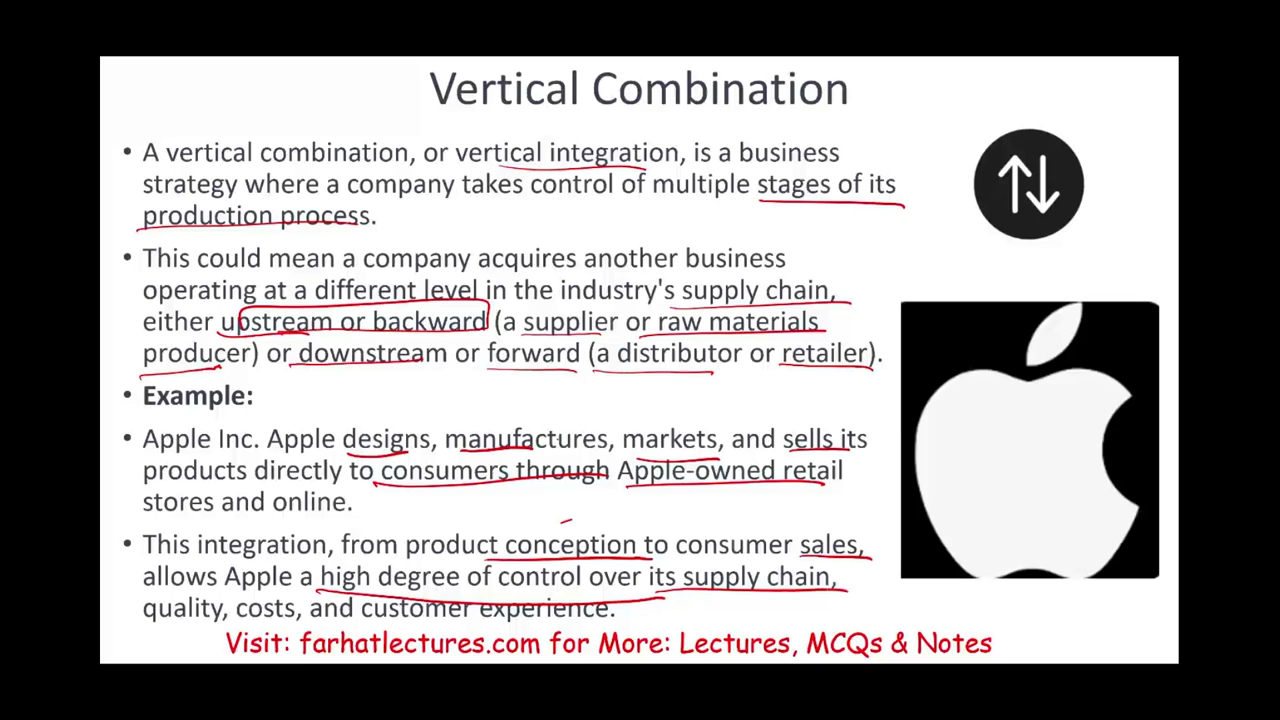 Vertical Combination
• A vertical combination, or vertical integration, is a business
strategy where a company takes control of multiple stages of its
production process.
• This could mean a company acquires another business
operating at a different level in the industry's supply chain,
either upstream or backward (a supplier or raw materials
producer) or downstream or forward (a distributor or retailer).
• Example:
• Apple Inc. Apple designs, manufactures, markets, and sells its
products directly to consumers through Apple-owned retail
stores and online.
• This integration, from product conception to consumer sales,
allows Apple a high degree of control over its supply chain,
quality, costs, and customer experience.
Visit: farhatlectures.com for More: Lectures, MCQs & Notes